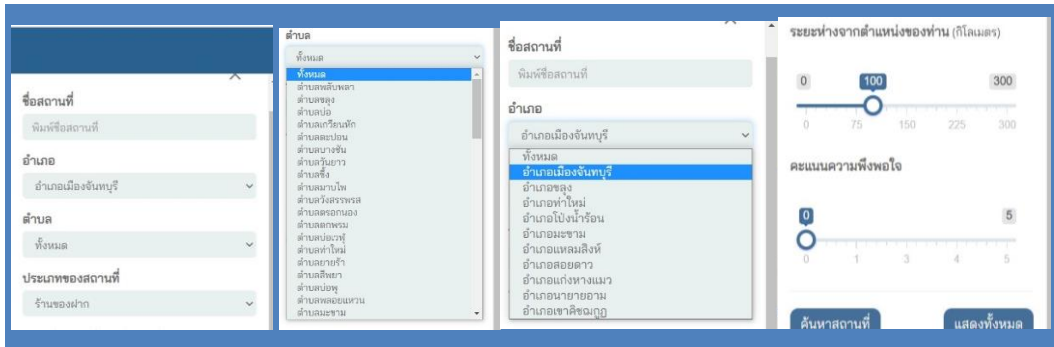 ชื่อสถานที่
พิมพ์ชื่อสถานที่
อำเภอ
อำเภอเมืองจันทบุรี
ตำบล
ทั้งหมด
ประเภทของสถานที่
ร้านของฝาก
ตำบล
ทั้งหมด
ทั้งหมด
ตำบลพลับพลา
ตำบลขลุง
ตำบลบ่อ
ตำบลเกวียนหัก
ตำบลตะปอน
ตำบลบางชัน
ตำบลวันยาว
ตำบลซึ้ง
ตำบลมาบไพ
ตำบลวังสรรพรส
ตำบลตรอกนอง
ตำบลตกพรม
ตำบลบ่อเวฬุ
ตำบลท่าใหม่
ตำบลยายร้า
ตำบลสีพยา
ตำบลบ่อพุ
ตำบลพลอยแหวน
ตำบลมะขาม
ชื่อสถานที่
พิมพ์ชื่อสถานที่
อำเภอ
อำเภอเมืองจันทบุรี
ทั้งหมด
อำเภอเมืองจันทบุรี
อำเภอขลุง
อำเภอท่าใหม่
อำเภอโป่งน้ำร้อน
อำเภอมะขาม
อำเภอแหลมสิงห์
อำเภอสอยดาว
อำเภอแก่งหางแมว
อำเภอนายายอาม
อำเภอเขาคิชฌกูฏ
ระยะห่างจากตำแหน่งของท่าน (กิโลเมตร)
0 100 300
0 75 150 225 300
คะแนนความพึงพอใจ
0 5
0 1 3 4 5
ค้นหาสถานที่ แสดงทั้งหมด